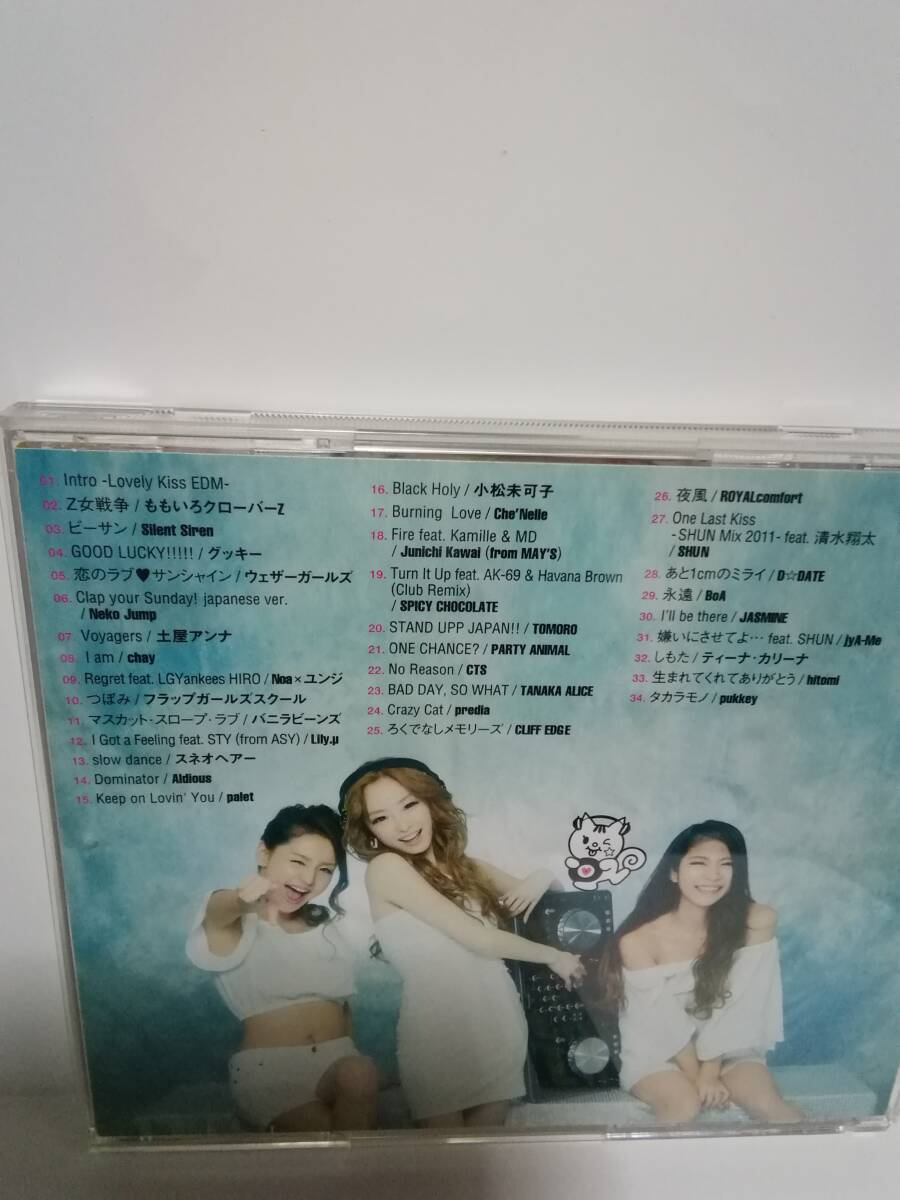 01. Intro -Lovely Kiss EDM-
02. Z女戦争 / ももいろクローバーZ
03. ビーサン / Silent Siren
04. GOOD LUCKY!!!!! / グッキー
05. 恋のラブ♥サンシャイン / ウェザーガールズ
06. Clap your Sunday! japanese ver.
/ Neko Jump
07. Voyagers / 土屋アンナ
08. I am / chay
09. Regret feat. LGYankees HIRO / Noa×ユンジ
10. つぼみ / フラップガールズスクール
11. マスカット・スロープ・ラブ / バニラビーンズ
12. I Got a Feeling feat. STY (from ASY) / Lily.μ
13. slow dance / スネオヘアー
14. Dominator / Aldious
15. Keep on Lovin' You / palet
16. Black Holy / 小松未可子
17. Burning Love / Che'Nelle
18. Fire feat. Kamille & MD
/ Junichi Kawai (from MAY'S)
19. Turn It Up feat. AK-69 & Havana Brown
(Club Remix)
/ SPICY CHOCOLATE
20. STAND UPP JAPAN!! / TOMORO
21. ONE CHANCE? / PARTY ANIMAL
22. No Reason / CTS
23. BAD DAY, SO WHAT / TANAKA ALICE
24. Crazy Cat / predia
25. ろくでなしメモリーズ / CLIFF EDGE
26. 夜風 / ROYALcomfort
27. One Last Kiss
- SHUN Mix 2011- feat. 清水翔太
/ SHUN
28. あと1cmのミライ / D☆DATE
29. 永遠 / BoA
30. I'll be there / JASMINE
31. 嫌いにさせてよ… feat. SHUN / JyA-Me
32. しもた / ティーナ・カリーナ
33. 生まれてくれてありがとう / hitomi
34. タカラモノ / pukkey